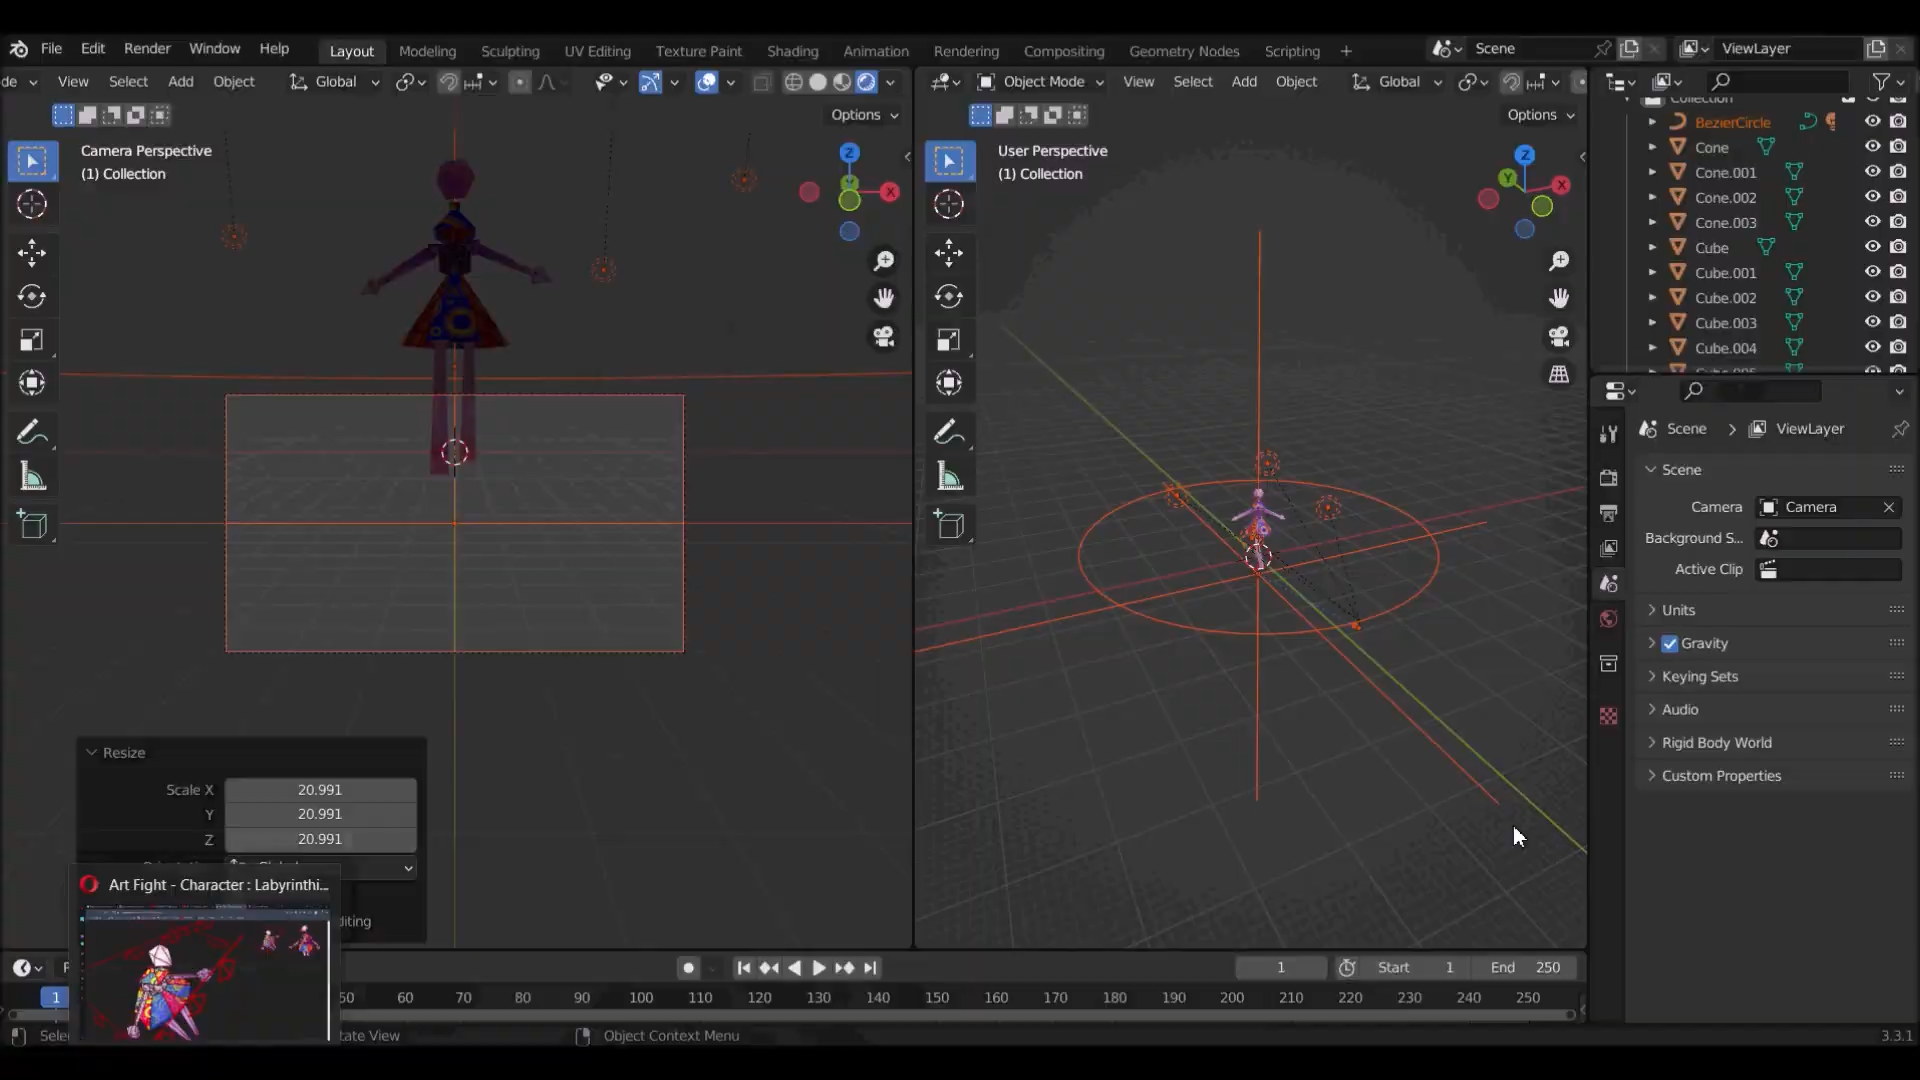 File Edit Render Window Help Layout Modeling Sculpting UV Editing Texture Paint Shading Animation Rendering Compositing Geometry Nodes Scripting + Scene ViewLayer
de View Select Add Object Global Object Mode View Select Add Object Global
Options Options
Camera Perspective
(1) Collection
User Perspective
(1) Collection
Z
X
Z
Y
X
Collection
BezierCircle
Cone
Cone.001
Cone.002
Cone.003
Cube
Cube.001
Cube.002
Cube.003
Cube.004
Scene > ViewLayer
Scene
Camera Camera
Background S...
Active Clip
Units
Gravity
Keying Sets
Audio
Rigid Body World
Custom Properties
Resize
Scale X 20.991
Y 20.991
Z 20.991
Art Fight - Character : Labyrinthi...
diting
1 Start 1 End 250
1 50 60 70 80 90 100 110 120 130 140 150 160 170 180 190 200 210 220 230 240 250
Selec tate View Object Context Menu 3.3.1